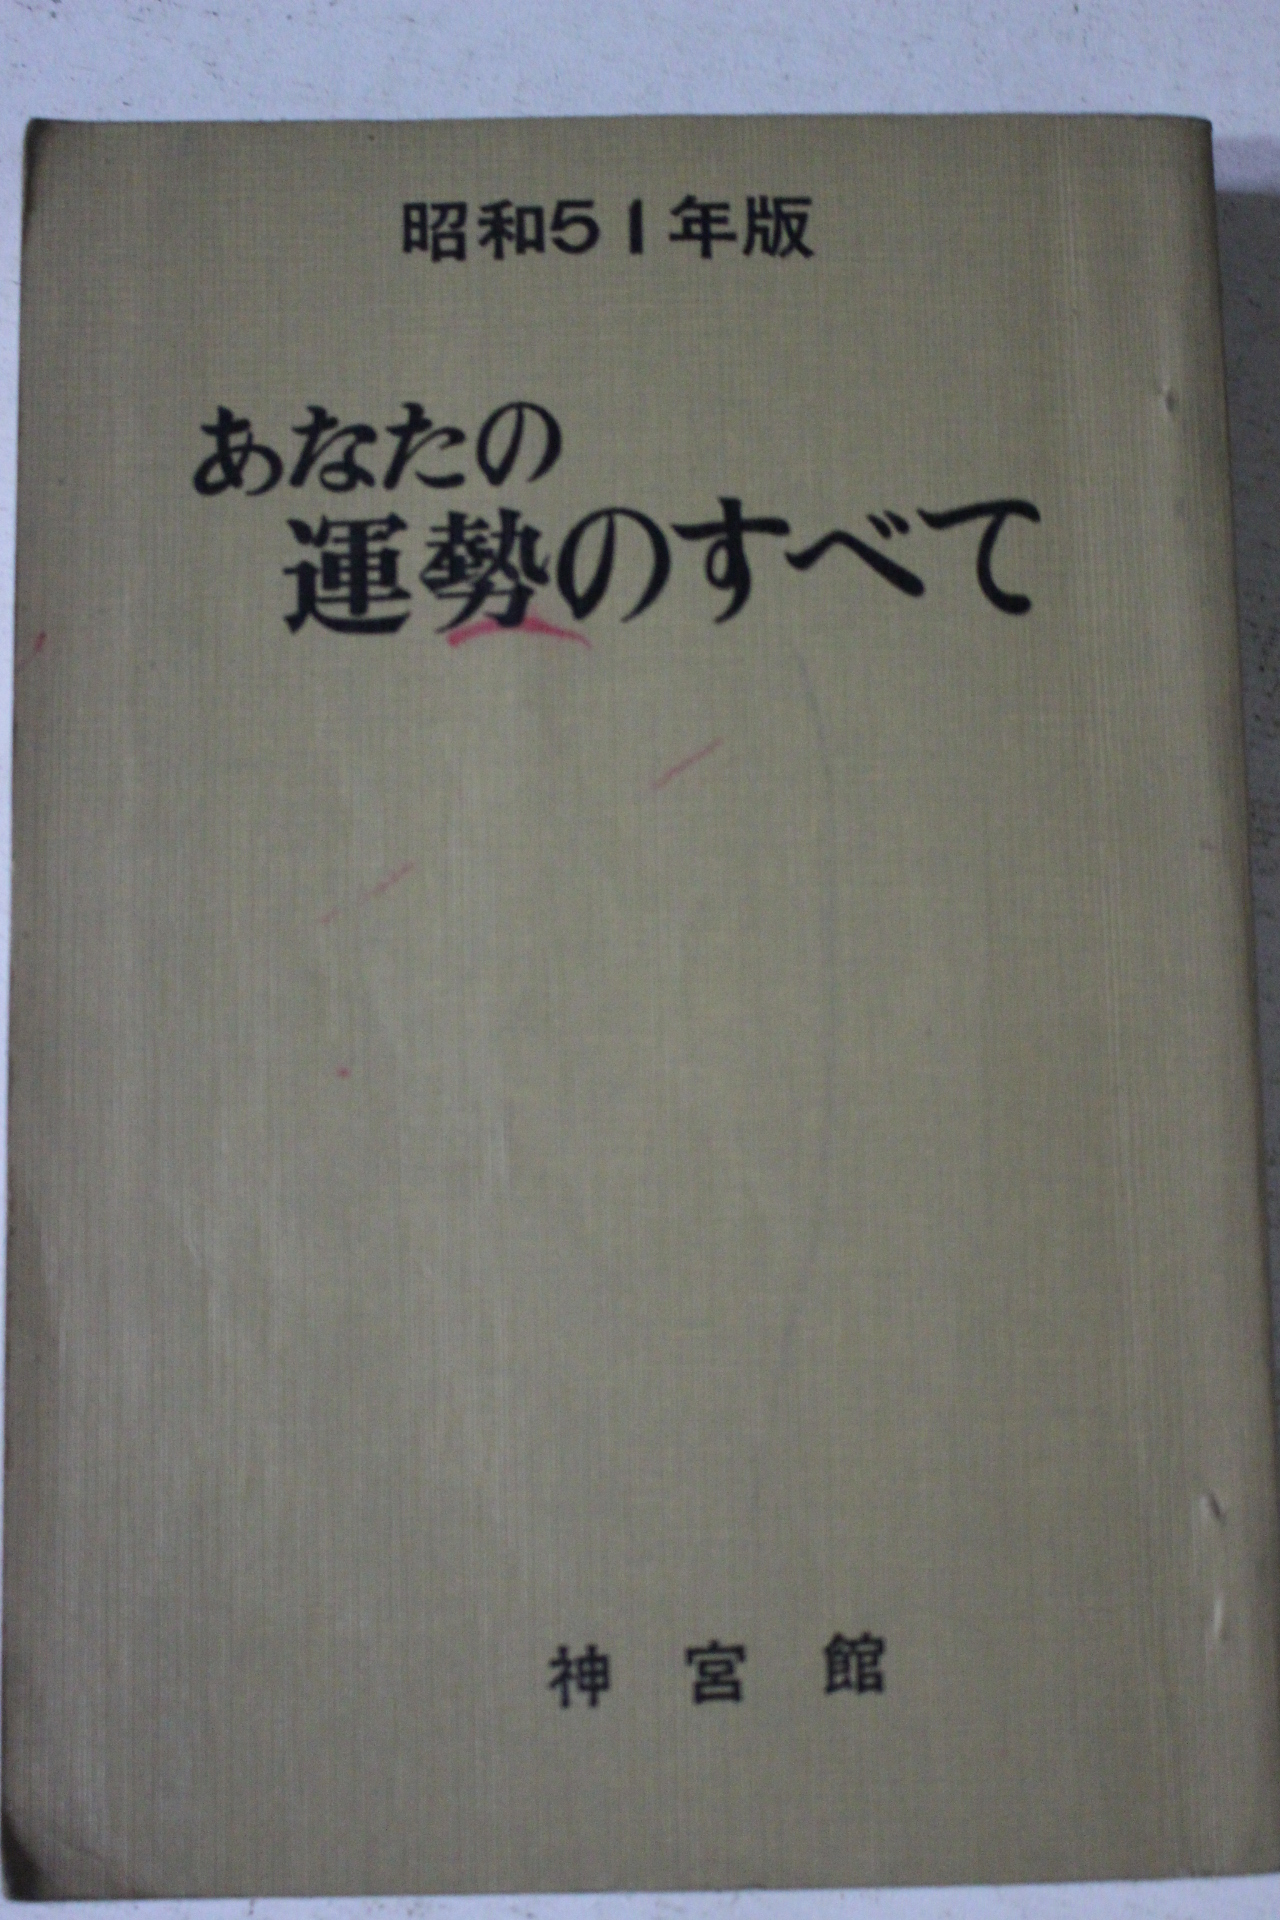 昭和51年版
あなたの
運勢のすべて
神宮館